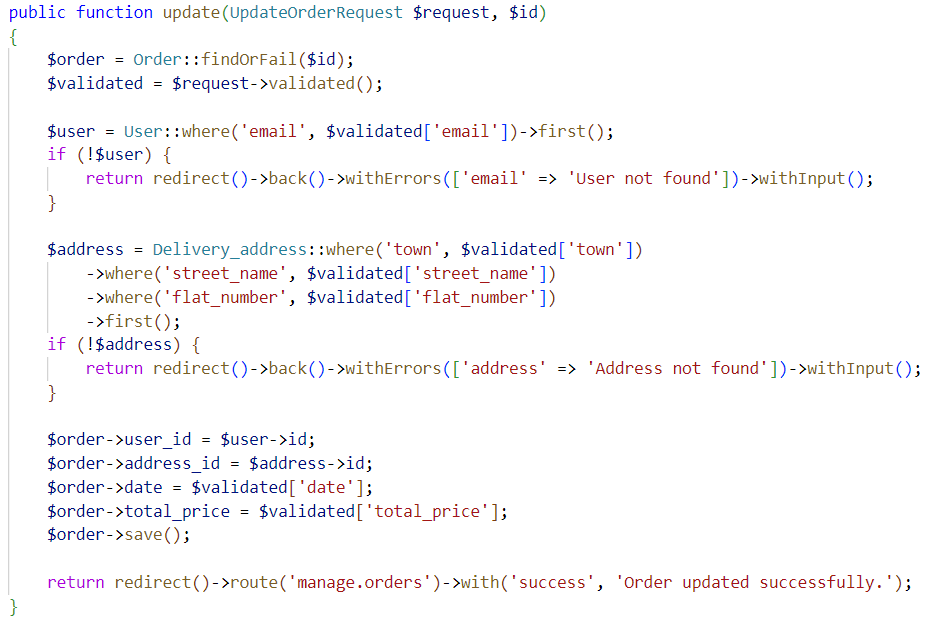 public function update(UpdateOrderRequest $request, $id)
{
    $order = Order::findOrFail($id);
    $validated = $request->validated();

    $user = User::where('email', $validated['email'])->first();
    if (!$user) {
        return redirect()->back()->withErrors(['email' => 'User not found'])->withInput();
    }

    $address = Delivery_address::where('town', $validated['town'])
        ->where('street_name', $validated['street_name'])
        ->where('flat_number', $validated['flat_number'])
        ->first();
    if (!$address) {
        return redirect()->back()->withErrors(['address' => 'Address not found'])->withInput();
    }

    $order->user_id = $user->id;
    $order->address_id = $address->id;
    $order->date = $validated['date'];
    $order->total_price = $validated['total_price'];
    $order->save();

    return redirect()->route('manage.orders')->with('success', 'Order updated successfully.');
}